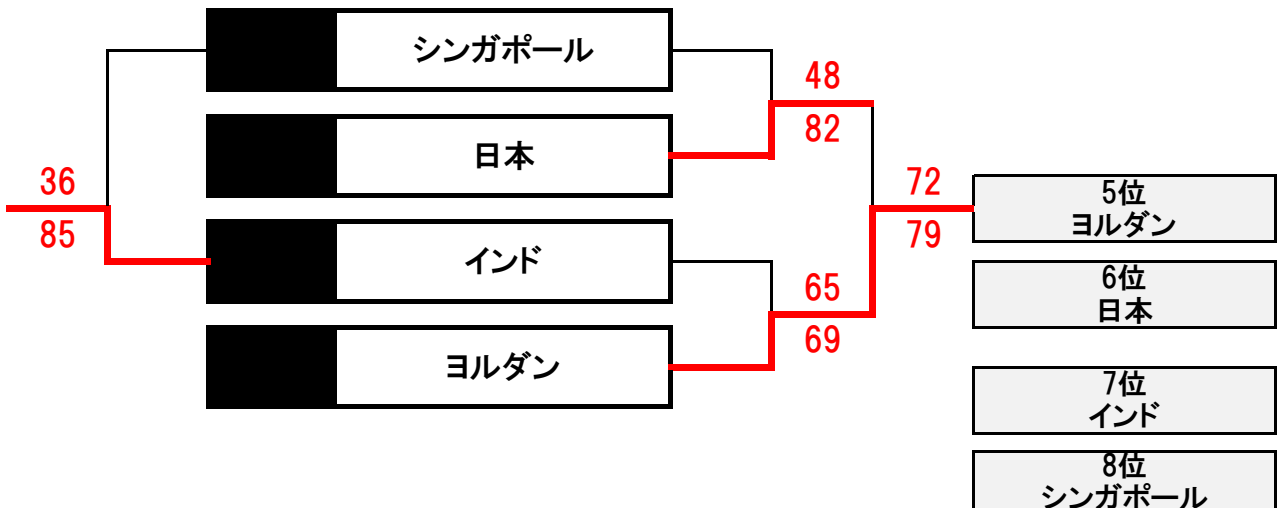 シンガポール
48
82
日本
36
85
72
79
5位
ヨルダン
インド
65
69
6位
日本
ヨルダン
7位
インド
8位
シンガポール